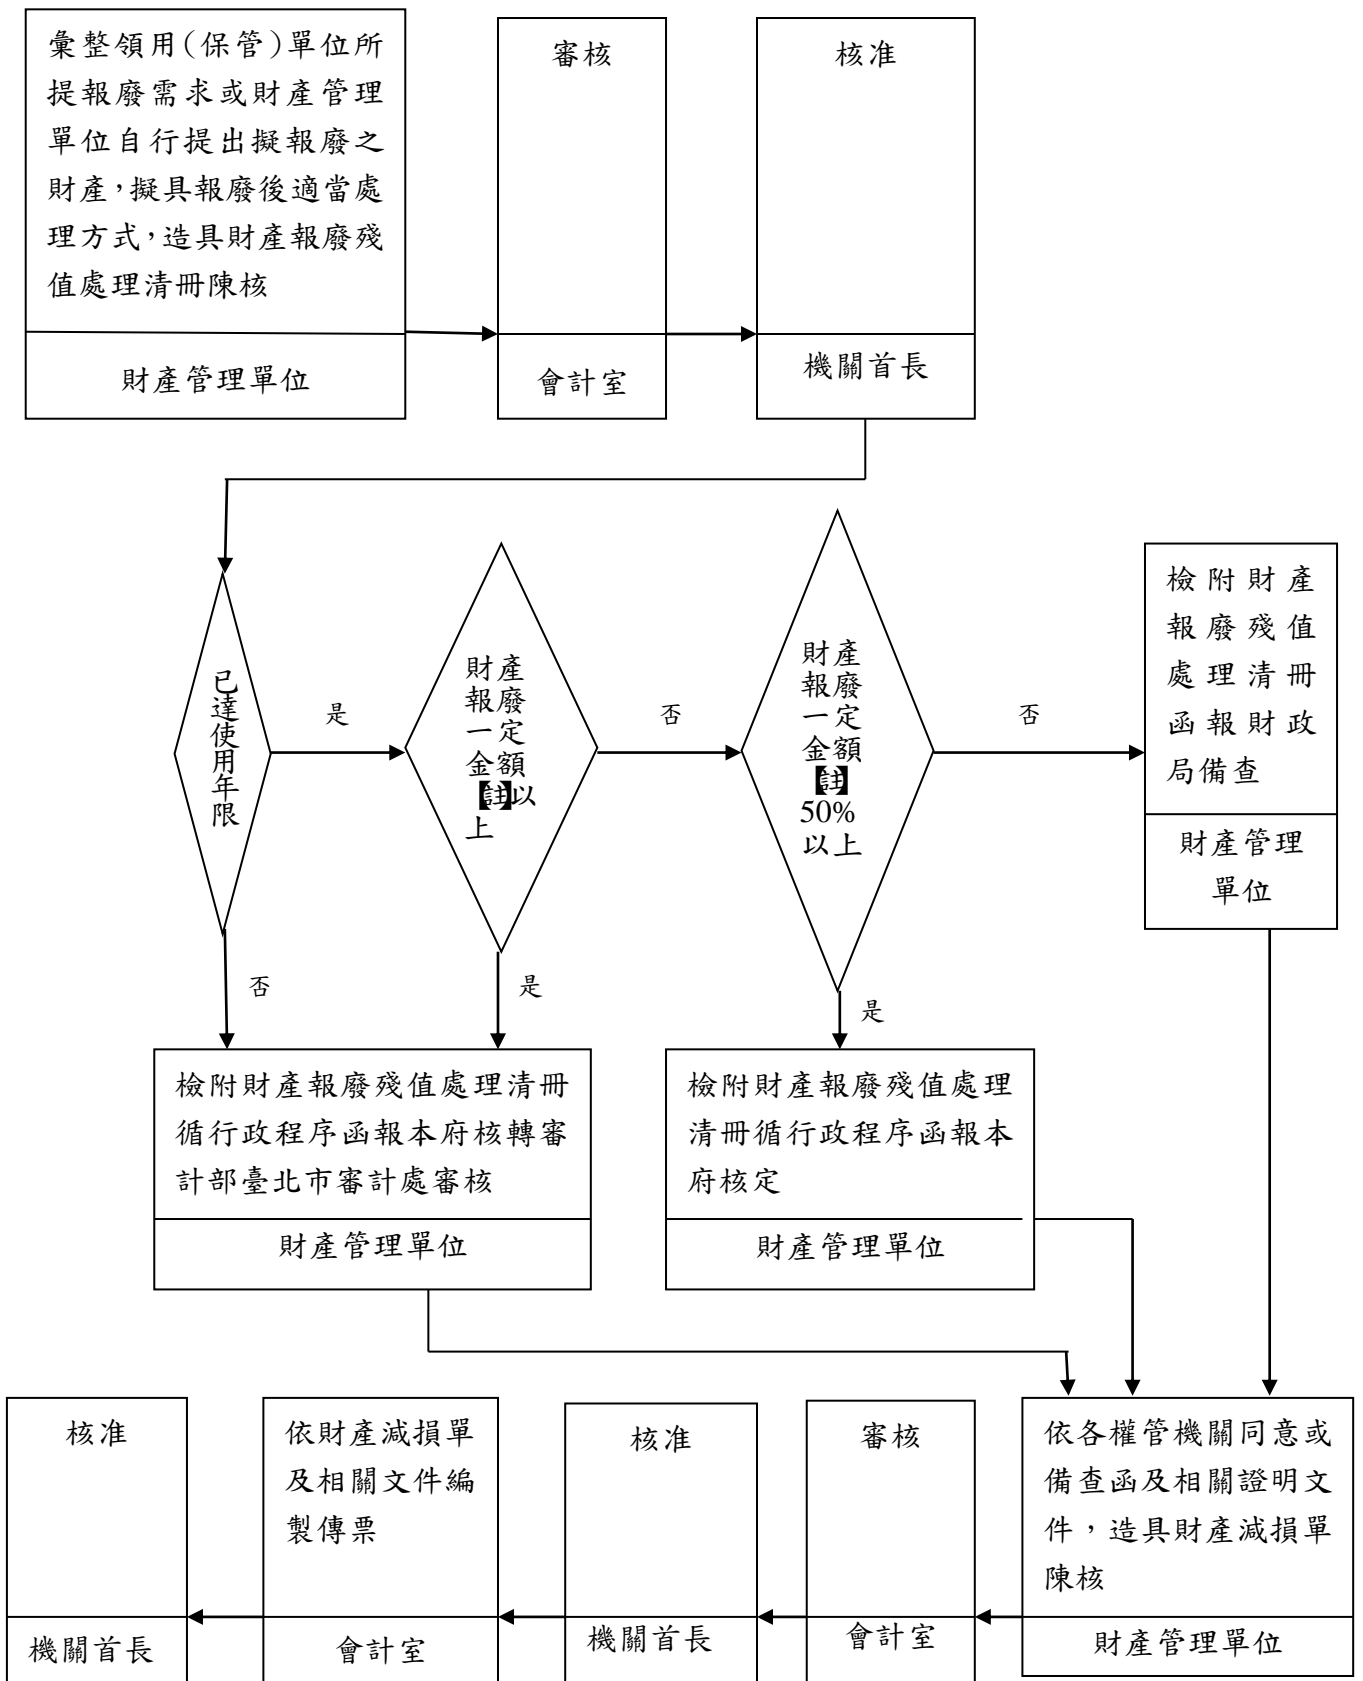 彙整領用(保管)單位所
提報廢需求或財產管理
單位自行提出擬報廢之
財產，擬具報廢後適當處
理方式，造具財產報廢殘
值處理清冊陳核
財產管理單位
審核
會計室
核准
機關首長
已達使用年限
是
否
財產
報廢
一定
金額
【註】以
上
否
是
財產
報廢
一定
金額
【註】
50%
以上
否
是
檢附財產
報廢殘值
處理清冊
函報財政
局備查
財產管理
單位
檢附財產報廢殘值處理清冊
循行政程序函報本府核轉審
計部臺北市審計處審核
財產管理單位
檢附財產報廢殘值處理
清冊循行政程序函報本
府核定
財產管理單位
依各權管機關同意或
備查函及相關證明文
件，造具財產減損單
陳核
財產管理單位
審核
會計室
核准
機關首長
依財產減損單
及相關文件編
製傳票
會計室
核准
機關首長